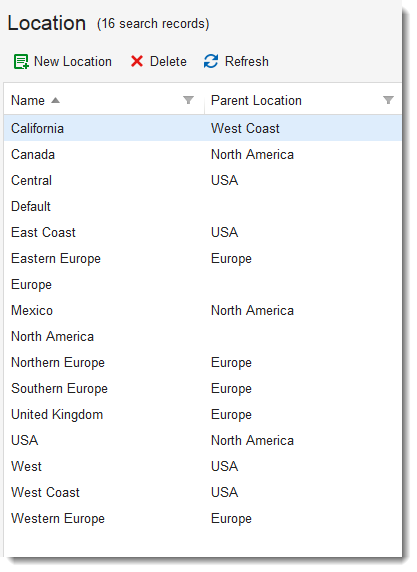 Location (16 search records)
New Location Delete Refresh
Name Parent Location
California West Coast
Canada North America
Central USA
Default
East Coast USA
Eastern Europe Europe
Europe
Mexico North America
North America
Northern Europe Europe
Southern Europe Europe
United Kingdom Europe
USA North America
West USA
West Coast USA
Western Europe Europe